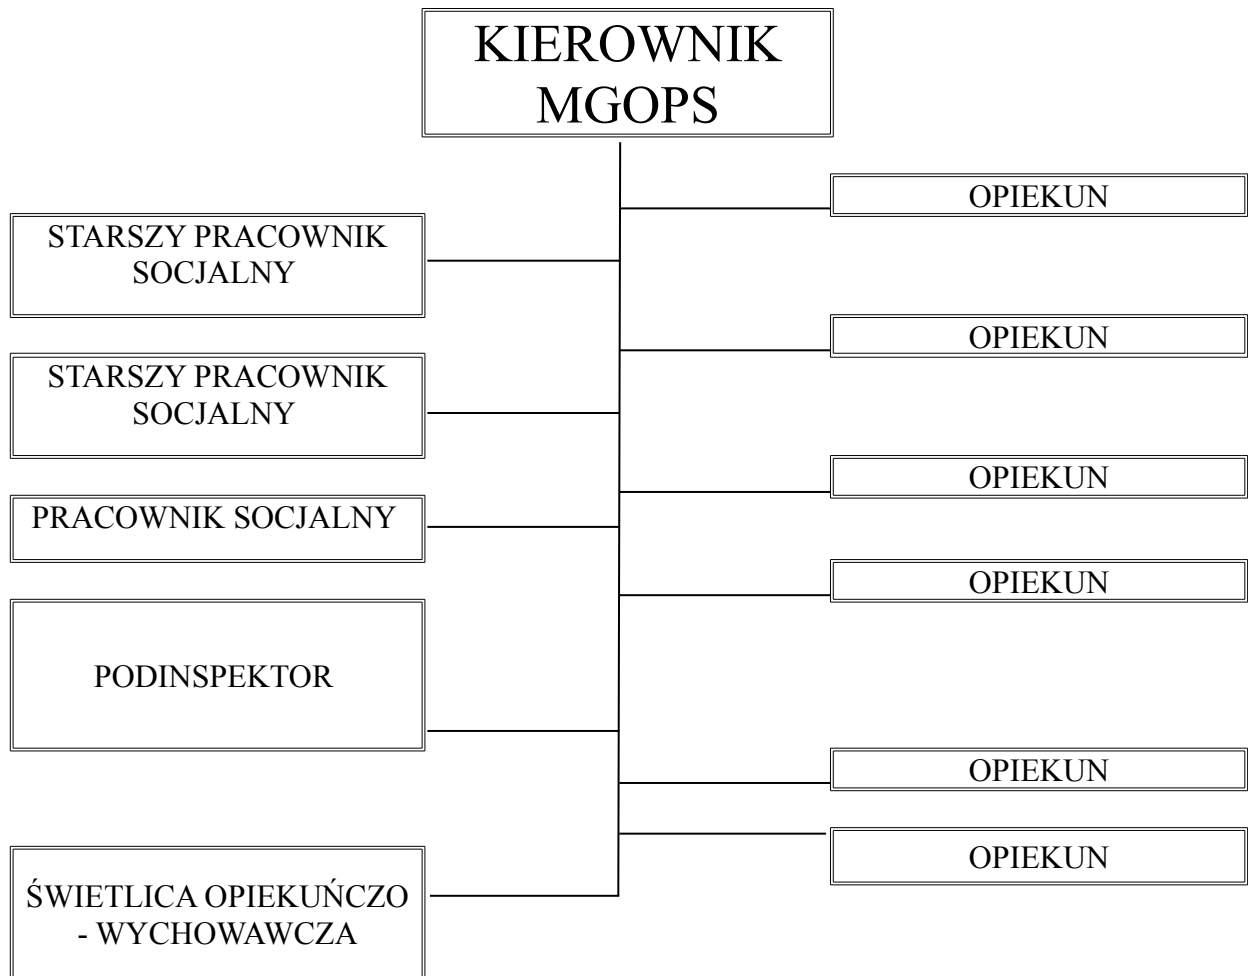 KIEROWNIK
MGOPS
OPIEKUN
STARSZY PRACOWNIK
SOCJALNY
OPIEKUN
STARSZY PRACOWNIK
SOCJALNY
OPIEKUN
PRACOWNIK SOCJALNY
OPIEKUN
PODINSPEKTOR
OPIEKUN
OPIEKUN
ŚWIETLICA OPIEKUŃCZO
- WYCHOWAWCZA